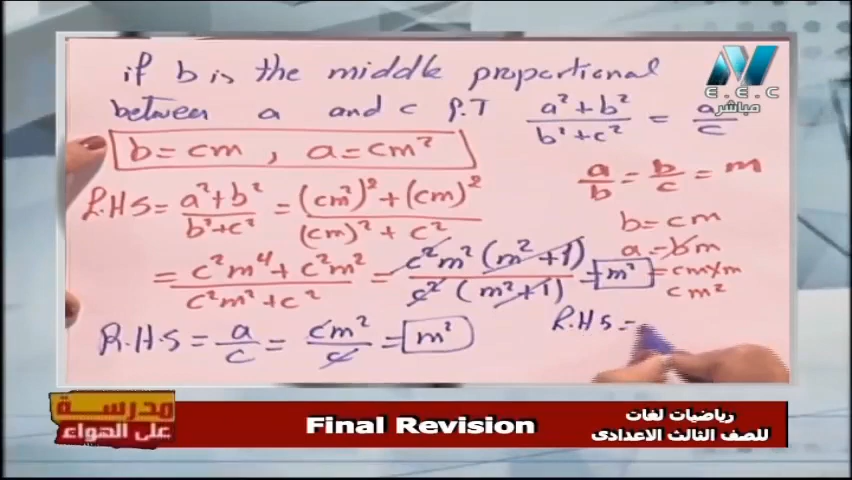 if b is the middle proportional
between a and c P.T (a² + b²)/(b² + c²) = a/c
b = cm , a = cm²
a/b = b/c = m
b = cm
a = bm
= cm×m
cm²
R.H.S = (a² + b²)/(b² + c²) = ((cm²)² + (cm)²)/((cm)² + c²)
= (c²m⁴ + c²m²)/(c²m² + c²) = (c²m² (m² + 1))/(c² (m² + 1)) = m²
R.H.S = a/c = cm²/c = m²
R.H.S =
E.E.C
مباشر
مدرسة
على الهواء
Final Revision
رياضيات لغات
للصف الثالث الاعدادى